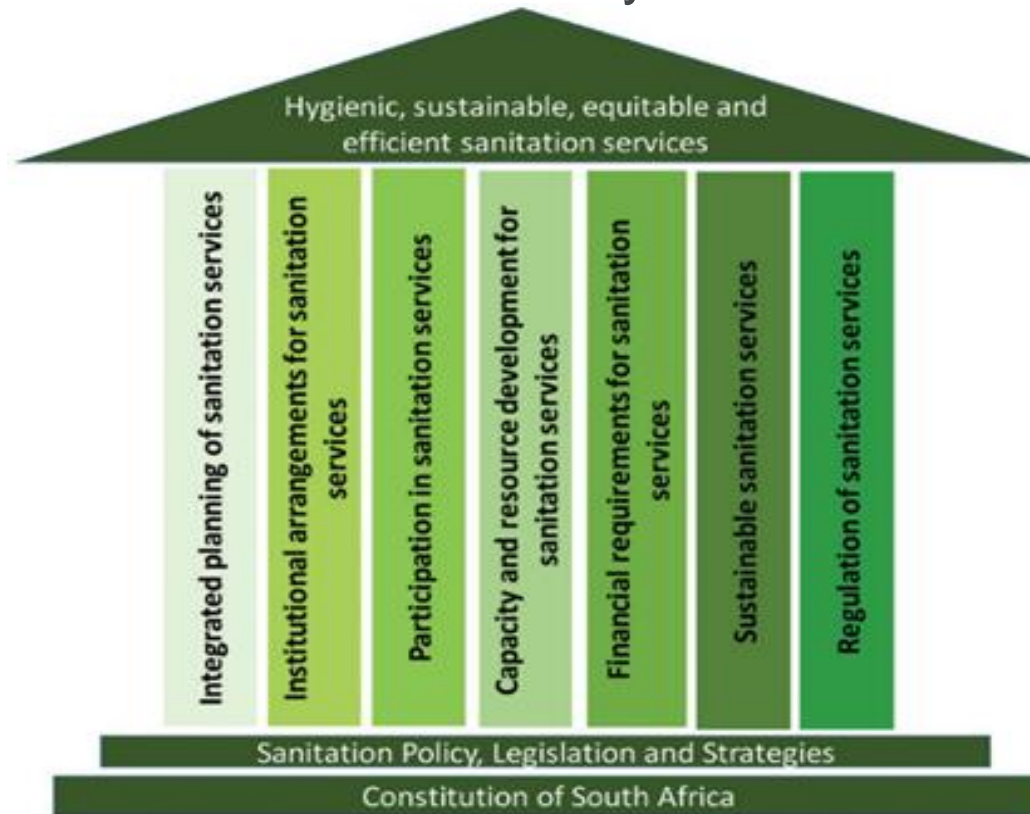 Hygienic, sustainable, equitable and
efficient sanitation services
Integrated planning of sanitation services
Institutional arrangements for sanitation
services
Participation in sanitation services
Capacity and resource development for
sanitation services
Financial requirements for sanitation
services
Sustainable sanitation services
Regulation of sanitation services
Sanitation Policy, Legislation and Strategies
Constitution of South Africa